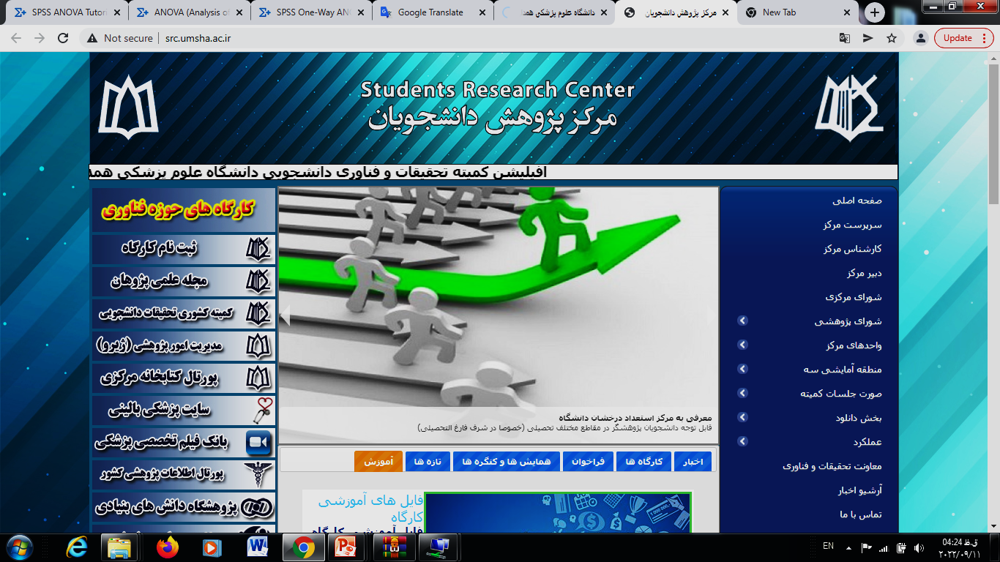 SPSS ANOVA Tutori
ANOVA (Analysis of
SPSS One-Way AN
Google Translate
دانشگاه علوم پزشکی همد
مرکز پژوهش دانشجویان
New Tab
Not secure
src.umsha.ac.ir
Update
Students Research Center
مرکز پژوهش دانشجویان
افیلیشن کمیته تحقیقات و فناوری دانشجویی دانشگاه علوم پزشکی همد
صفحه اصلی
سرپرست مرکز
کارشناس مرکز
دبیر مرکز
شورای مرکزی
شورای پژوهشی
واحدهای مرکز
منطقه آمایشی سه
صورت جلسات کمیته
بخش دانلود
عملکرد
معاونت تحقیقات و فناوری
آرشیو اخبار
تماس با ما
معرفی به مرکز استعداد درخشان دانشگاه
قابل توجه دانشجویان پژوهشگر در مقاطع مختلف تحصیلی (خصوصا در شرف فارغ التحصیلی)
اخبار
کارگاه ها
فراخوان
همایش ها و کنگره ها
تازه ها
آموزش
فایل های آموزشی
کارگاه
فایل آموزشی کارگاه
کارگاه های حوزه فناوری
ثبت نام کارگاه
مجله علمی پژوهان
کمیته کشوری تحقیقات دانشجویی
مدیریت امور پژوهشی (ژیرو)
پورتال کتابخانه مرکزی
سایت پزشکی بالینی
بانک فیلم تخصصی پزشکی
پورتال اطلاعات پژوهشی کشور
پژوهشگاه دانش های بنیادی
EN
04:24 ق.ظ
۲۰۲۲/۰۹/۱۱